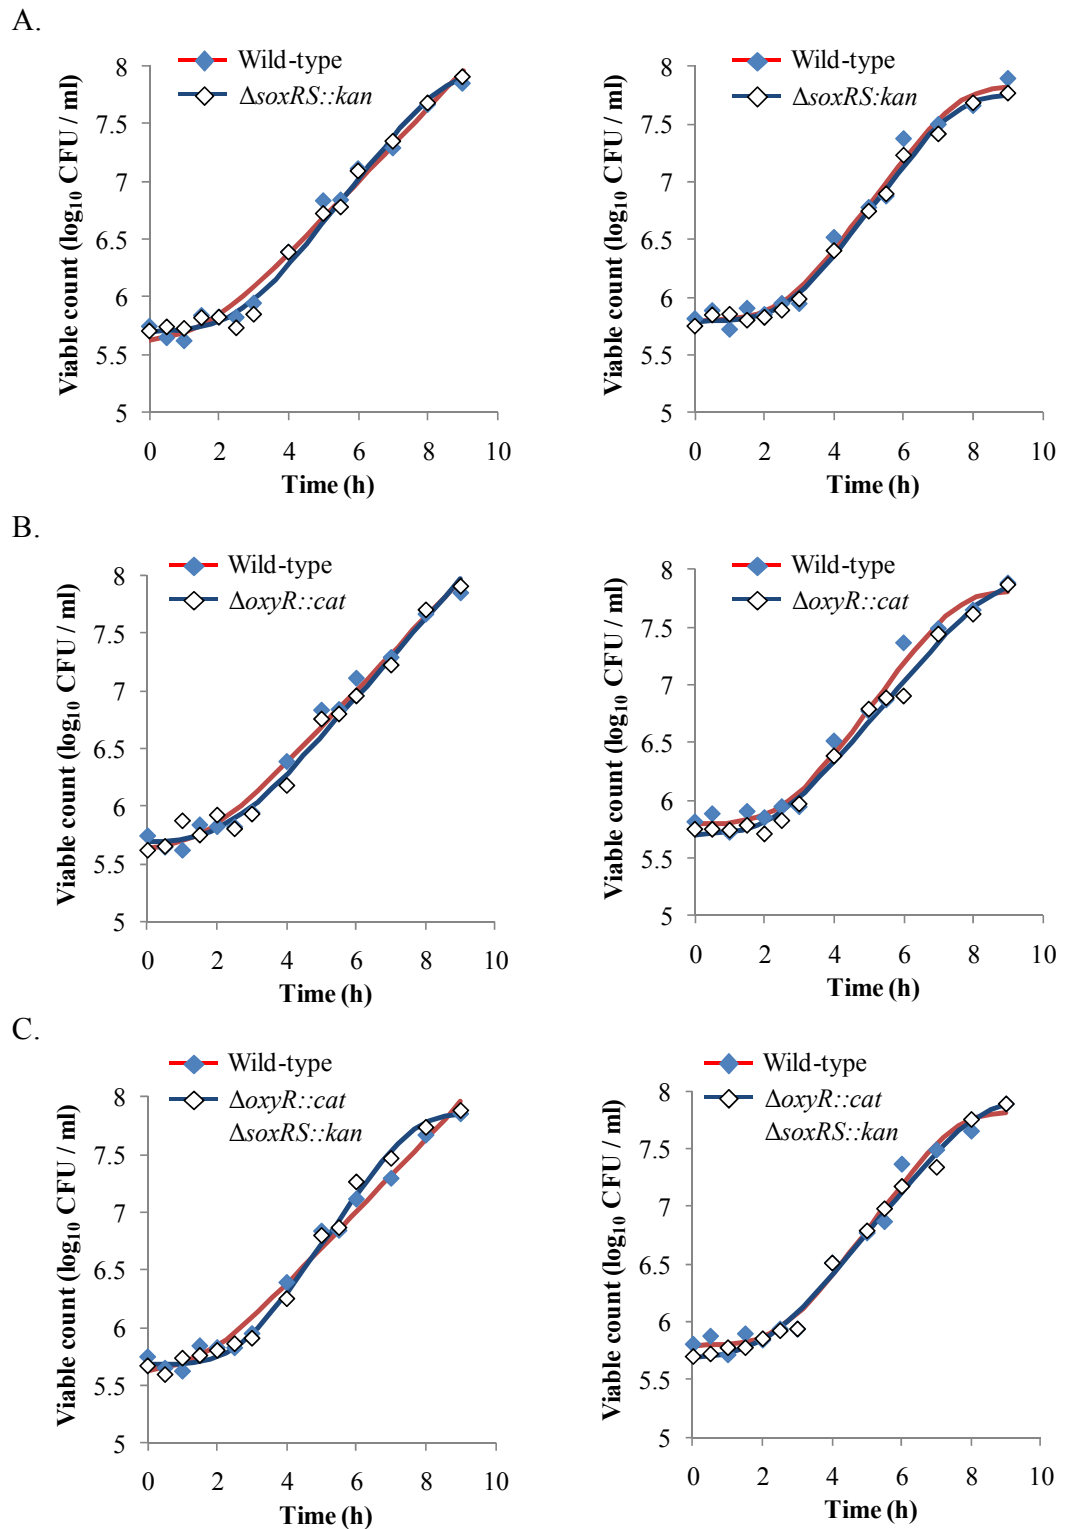 A.
Wild-type
ΔsoxRS::kan
Viable count (log10 CFU / ml)
8
7.5
7
6.5
6
5.5
5
0 2 4 6 8 10
Time (h)
Wild-type
ΔsoxRS:kan
Viable count (log10 CFU / ml)
8
7.5
7
6.5
6
5.5
5
0 2 4 6 8 10
Time (h)
B.
Wild-type
ΔoxyR::cat
Viable count (log10 CFU / ml)
8
7.5
7
6.5
6
5.5
5
0 2 4 6 8 10
Time (h)
Wild-type
ΔoxyR::cat
Viable count (log10 CFU / ml)
8
7.5
7
6.5
6
5.5
5
0 2 4 6 8 10
Time (h)
C.
Wild-type
ΔoxyR::cat
ΔsoxRS::kan
Viable count (log10 CFU / ml)
8
7.5
7
6.5
6
5.5
5
0 2 4 6 8 10
Time (h)
Wild-type
ΔoxyR::cat
ΔsoxRS::kan
Viable count (log10 CFU / ml)
8
7.5
7
6.5
6
5.5
5
0 2 4 6 8 10
Time (h)